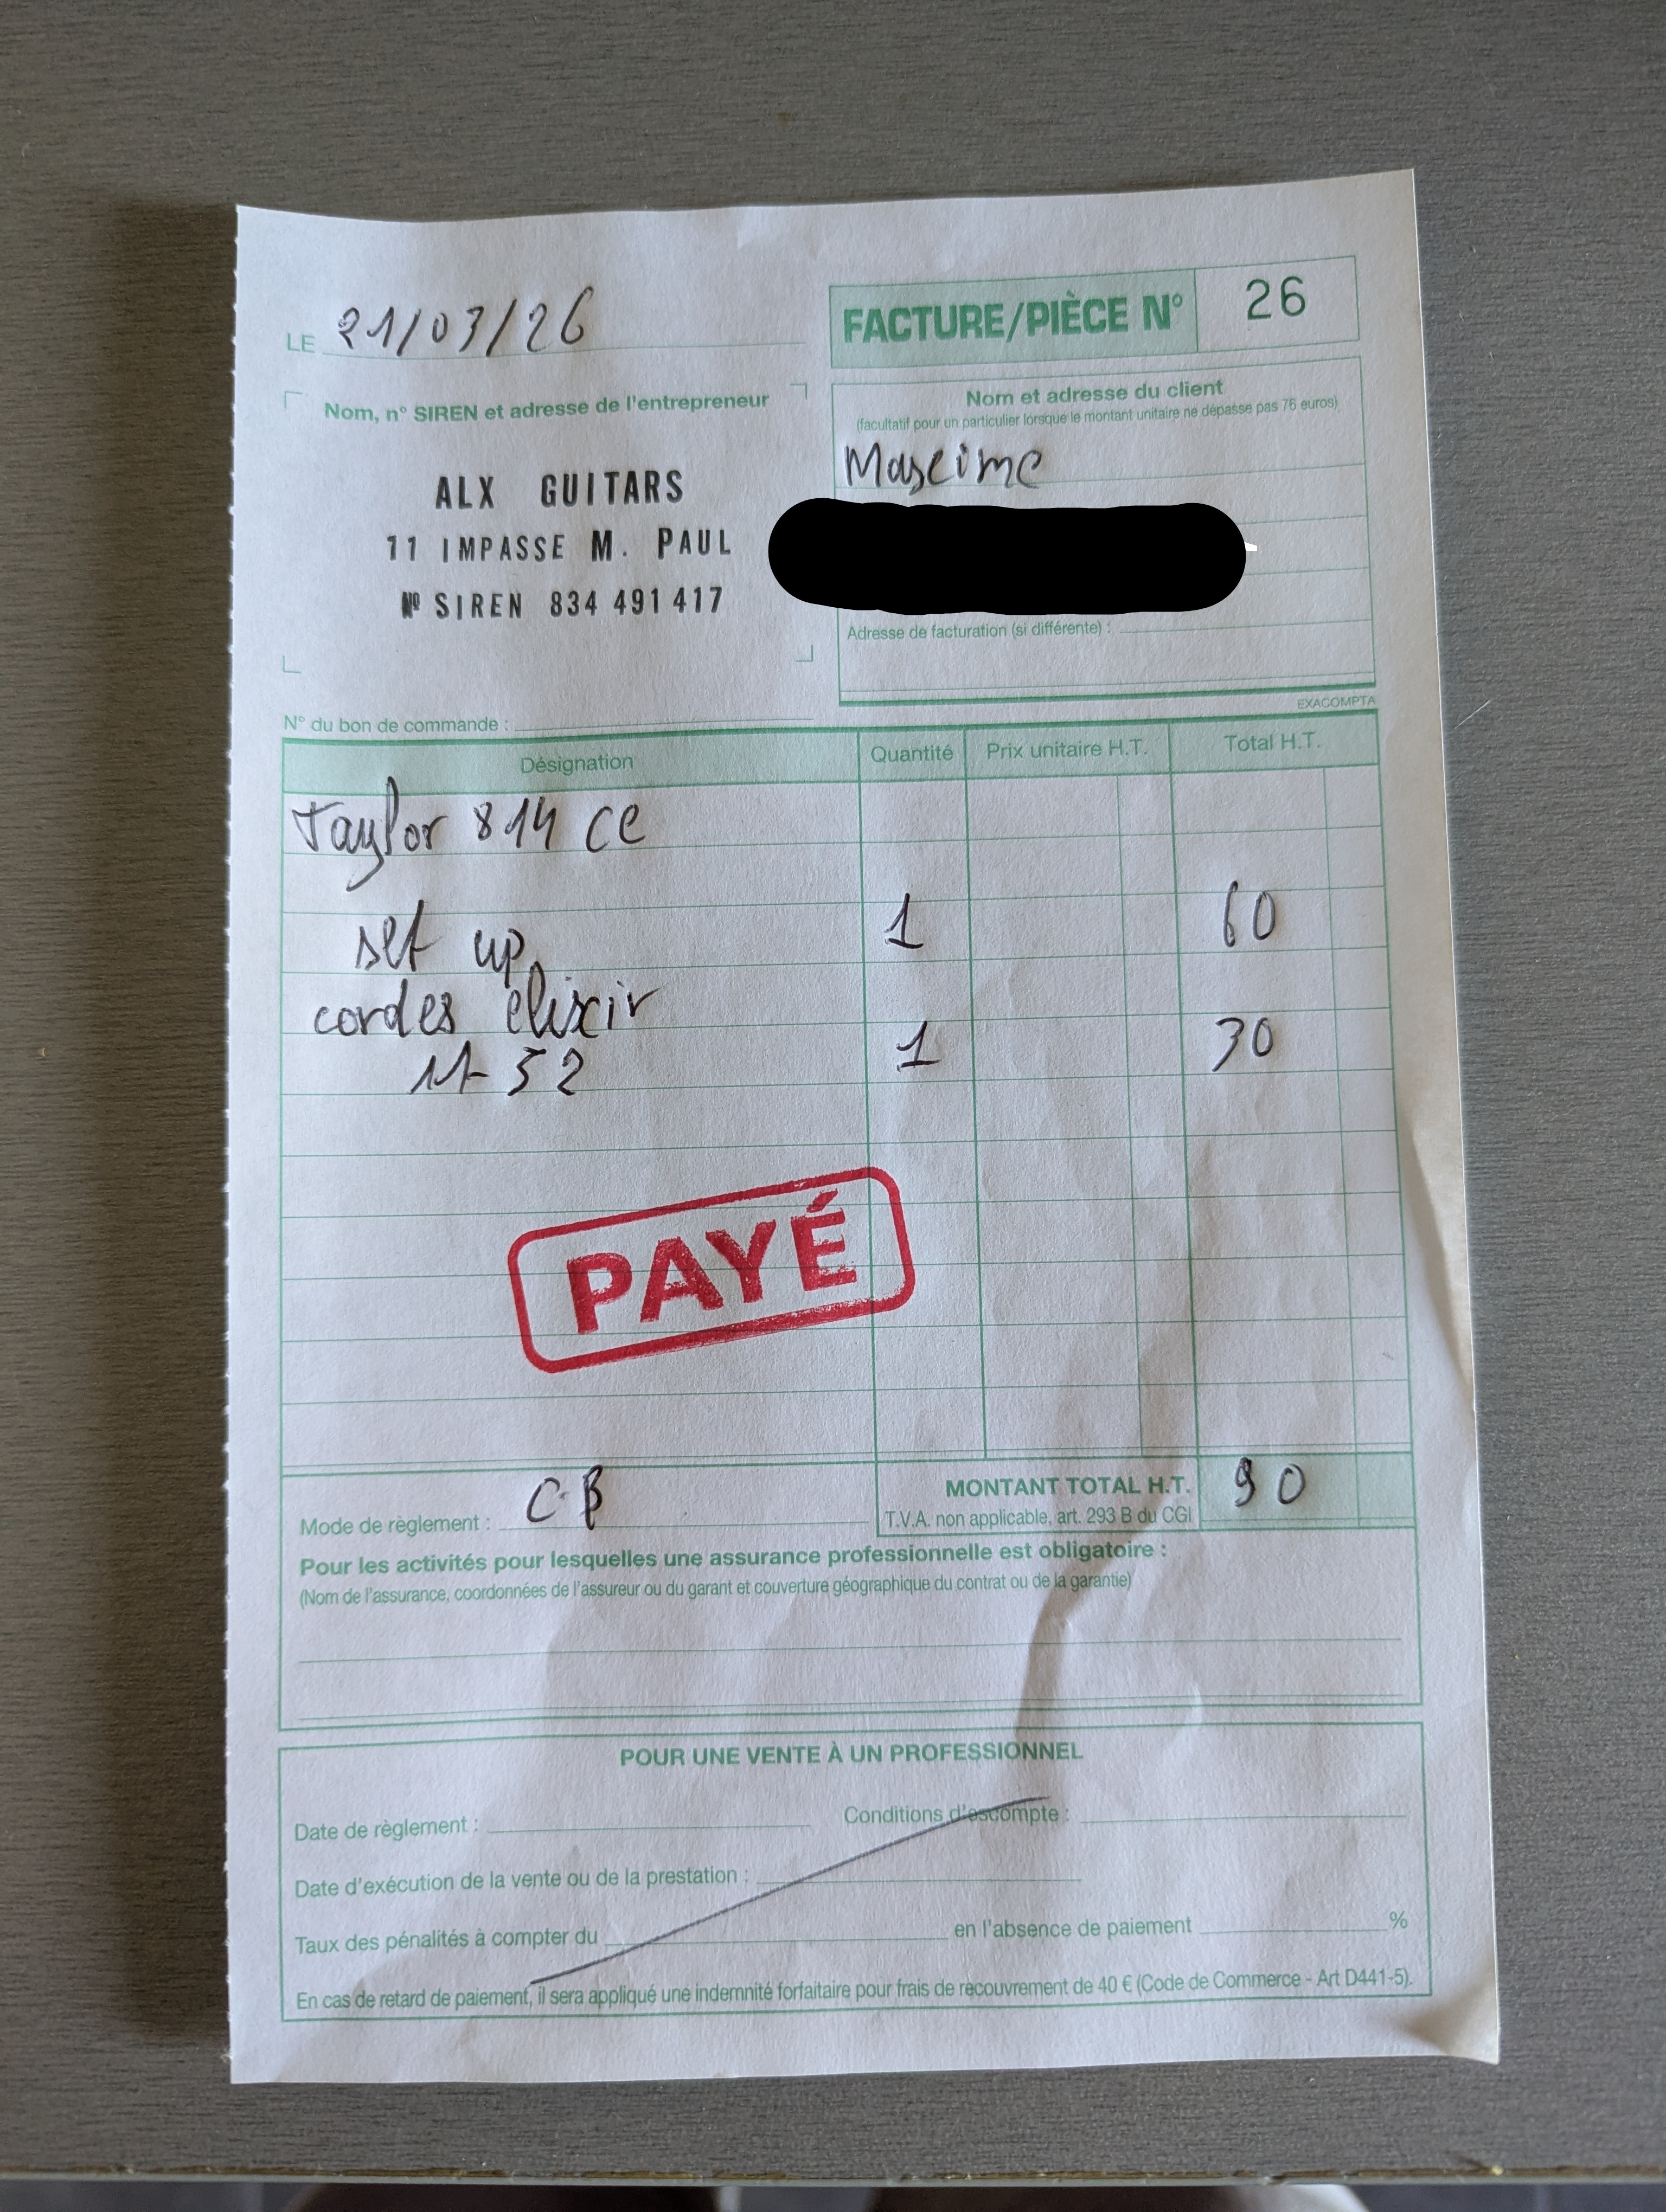 LE 21/03/26
FACTURE/PIÈCE N° 26
Nom, n° SIREN et adresse de l'entrepreneur
ALX GUITARS
11 IMPASSE M. PAUL
N° SIREN 834 491 417
Nom et adresse du client
(facultatif pour un particulier lorsque le montant unitaire ne dépasse pas 76 euros)
Maxime
Adresse de facturation (si différente) :
EXACOMPTA
N° du bon de commande :
Désignation Quantité Prix unitaire H.T. Total H.T.
Taylor 814 ce
set up 1 60
cordes elixir
11-52 1 30
PAYÉ
Mode de règlement : CB
MONTANT TOTAL H.T. 90
T.V.A. non applicable, art. 293 B du CGI
Pour les activités pour lesquelles une assurance professionnelle est obligatoire :
(Nom de l'assurance, coordonnées de l'assureur ou du garant et couverture géographique du contrat ou de la garantie)
POUR UNE VENTE À UN PROFESSIONNEL
Date de règlement : Conditions d'escompte :
Date d'exécution de la vente ou de la prestation :
Taux des pénalités à compter du en l'absence de paiement %
En cas de retard de paiement, il sera appliqué une indemnité forfaitaire pour frais de recouvrement de 40 € (Code de Commerce - Art D441-5).